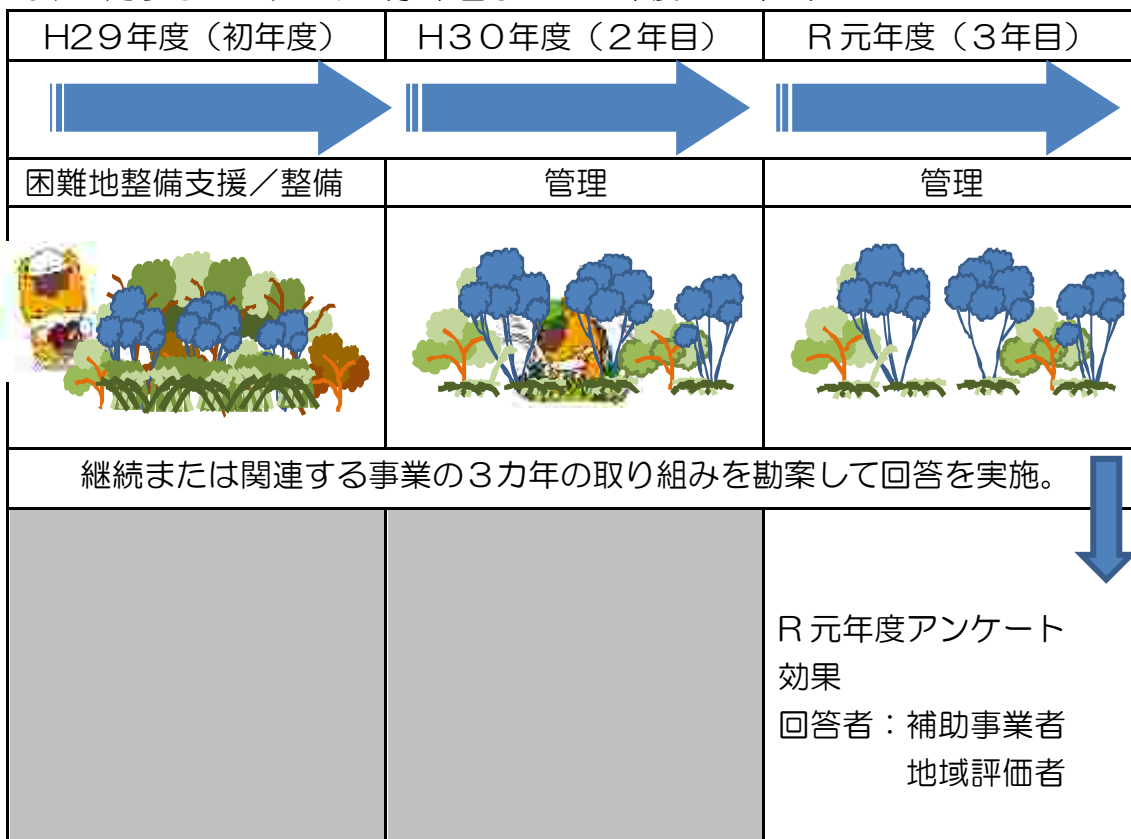 H29年度（初年度）
H30年度（2年目）
R元年度（3年目）
困難地整備支援／整備
管理
管理
継続または関連する事業の3カ年の取り組みを勘案して回答を実施。
R元年度アンケート
効果
回答者：補助事業者
地域評価者